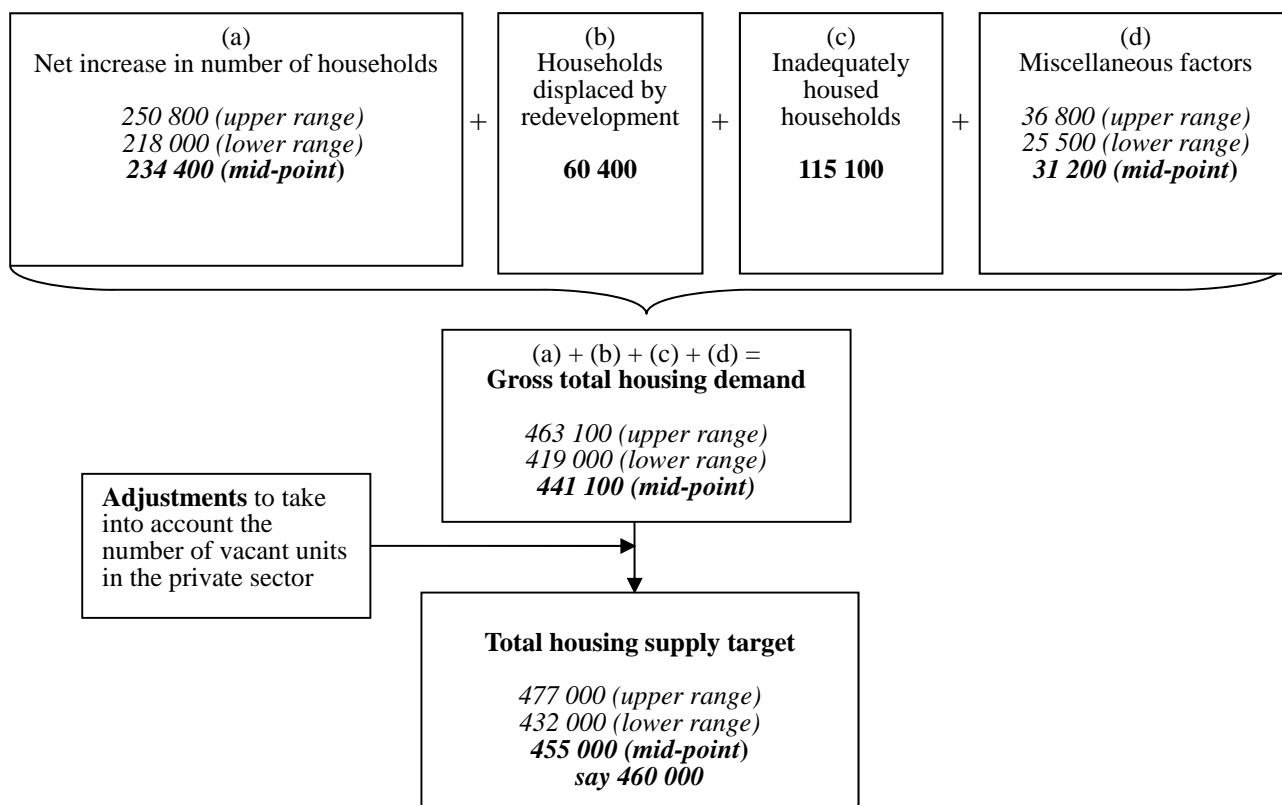 (a)
Net increase in number of households
250 800 (upper range)
218 000 (lower range)
234 400 (mid-point)
+
(b)
Households
displaced by
redevelopment
60 400
+
(c)
Inadequately
housed
households
115 100
+
(d)
Miscellaneous factors
36 800 (upper range)
25 500 (lower range)
31 200 (mid-point)
(a) + (b) + (c) + (d) =
Gross total housing demand
463 100 (upper range)
419 000 (lower range)
441 100 (mid-point)
Adjustments to take
into account the
number of vacant units
in the private sector
Total housing supply target
477 000 (upper range)
432 000 (lower range)
455 000 (mid-point)
say 460 000